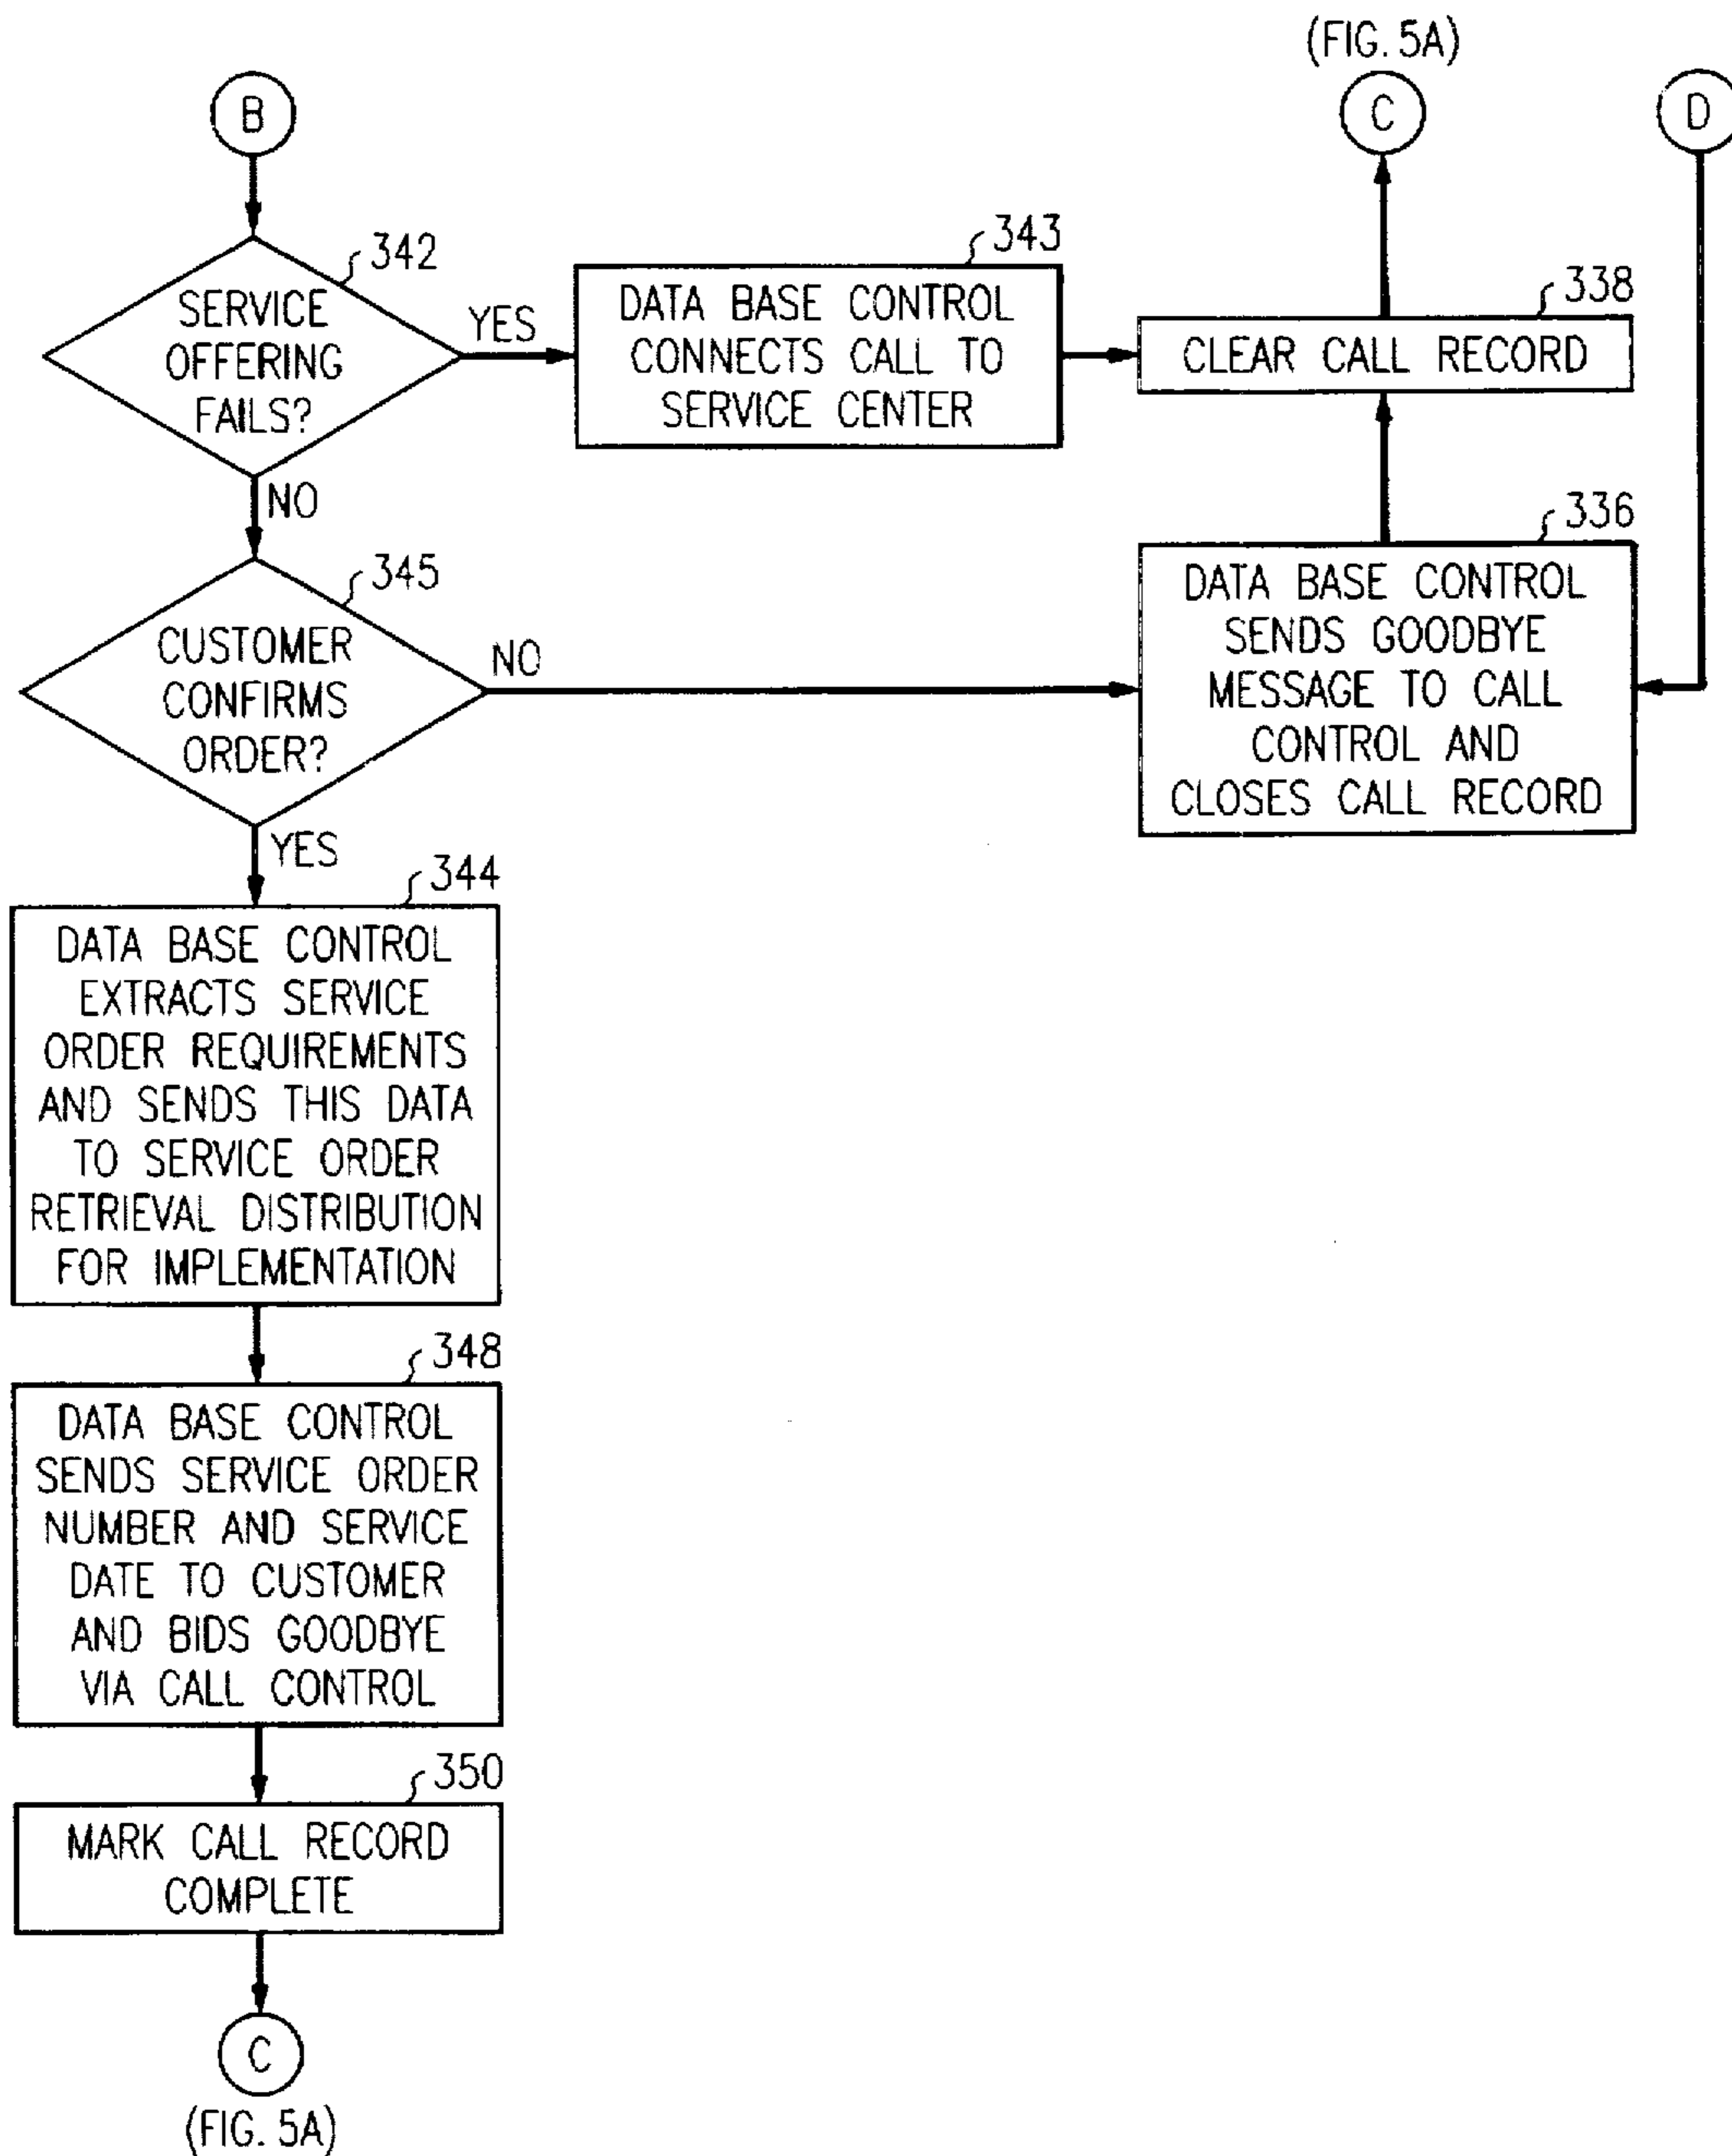 (FIG. 5A)
B
C
D
342
SERVICE
OFFERING
FAILS?
YES
NO
343
DATA BASE CONTROL
CONNECTS CALL TO
SERVICE CENTER
338
CLEAR CALL RECORD
345
CUSTOMER
CONFIRMS
ORDER?
NO
YES
336
DATA BASE CONTROL
SENDS GOODBYE
MESSAGE TO CALL
CONTROL AND
CLOSES CALL RECORD
344
DATA BASE CONTROL
EXTRACTS SERVICE
ORDER REQUIREMENTS
AND SENDS THIS DATA
TO SERVICE ORDER
RETRIEVAL DISTRIBUTION
FOR IMPLEMENTATION
348
DATA BASE CONTROL
SENDS SERVICE ORDER
NUMBER AND SERVICE
DATE TO CUSTOMER
AND BIDS GOODBYE
VIA CALL CONTROL
350
MARK CALL RECORD
COMPLETE
C
(FIG. 5A)